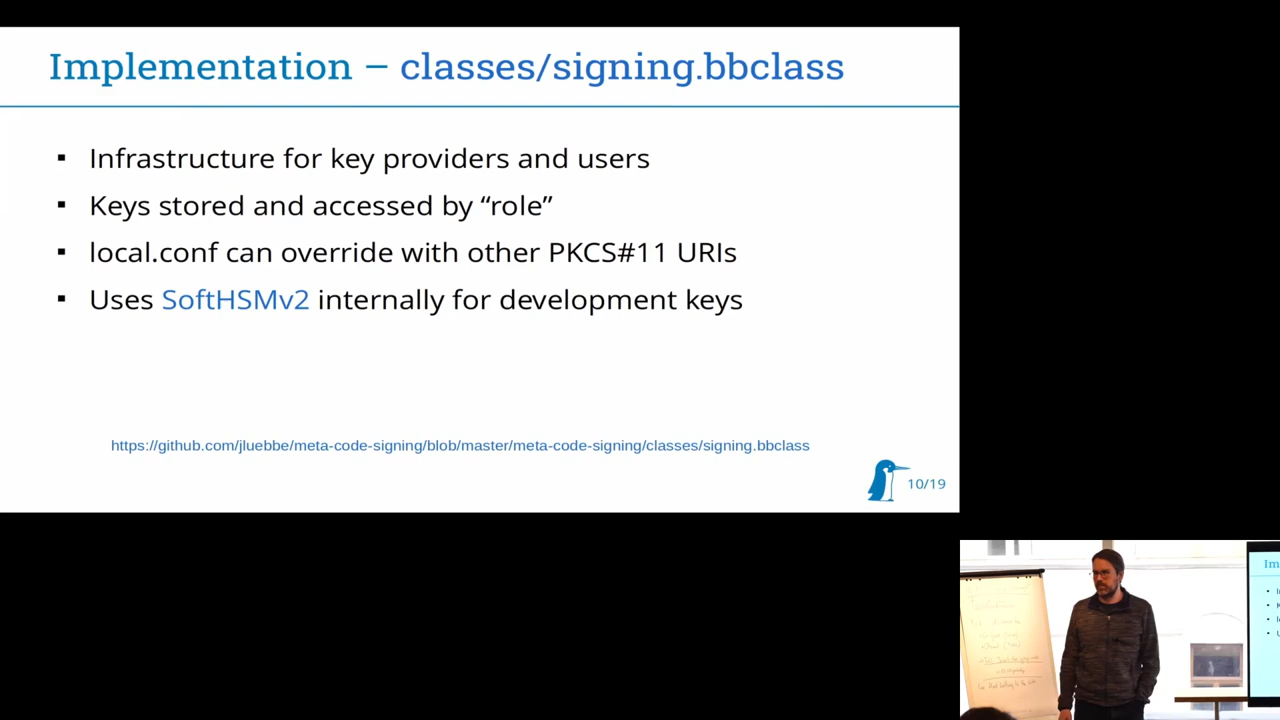 Implementation – classes/signing.bbclass
▪ Infrastructure for key providers and users
▪ Keys stored and accessed by “role”
▪ local.conf can override with other PKCS#11 URIs
▪ Uses SoftHSMv2 internally for development keys
https://github.com/jluebbe/meta-code-signing/blob/master/meta-code-signing/classes/signing.bbclass
10/19
Im